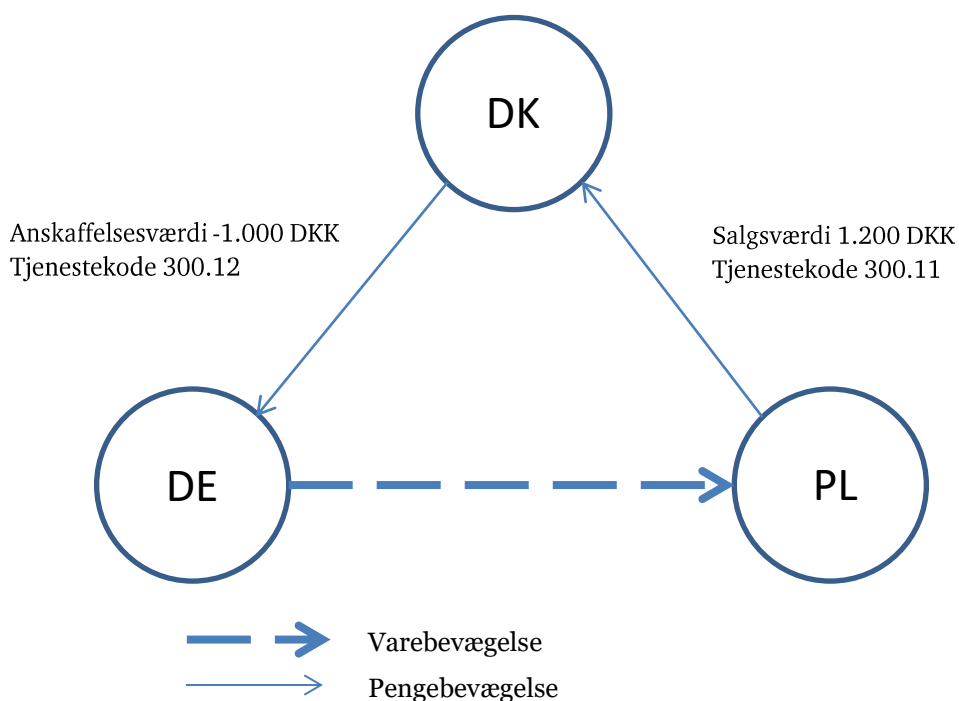 DK
Anskaffelsesværdi -1.000 DKK
Tjenestekode 300.12
Salgsværdi 1.200 DKK
Tjenestekode 300.11
DE
PL
Varebevægelse
Pengebevægelse